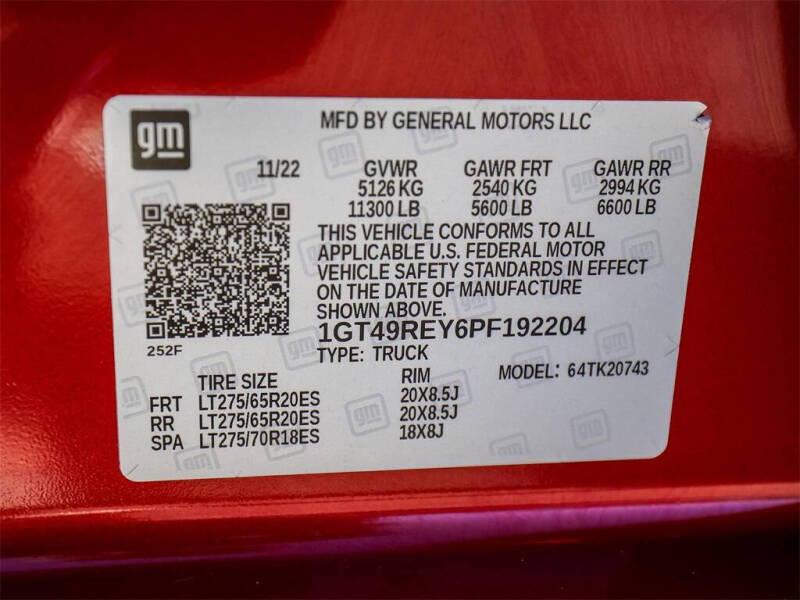 gm
MFD BY GENERAL MOTORS LLC
11/22 GVWR GAWR FRT GAWR RR
5126 KG 2540 KG 2994 KG
11300 LB 5600 LB 6600 LB
THIS VEHICLE CONFORMS TO ALL
APPLICABLE U.S. FEDERAL MOTOR
VEHICLE SAFETY STANDARDS IN EFFECT
ON THE DATE OF MANUFACTURE
SHOWN ABOVE.
1GT49REY6PF192204
252F
TYPE: TRUCK
MODEL: 64TK20743
TIRE SIZE RIM
FRT LT275/65R20ES 20X8.5J
RR LT275/65R20ES 20X8.5J
SPA LT275/70R18ES 18X8J